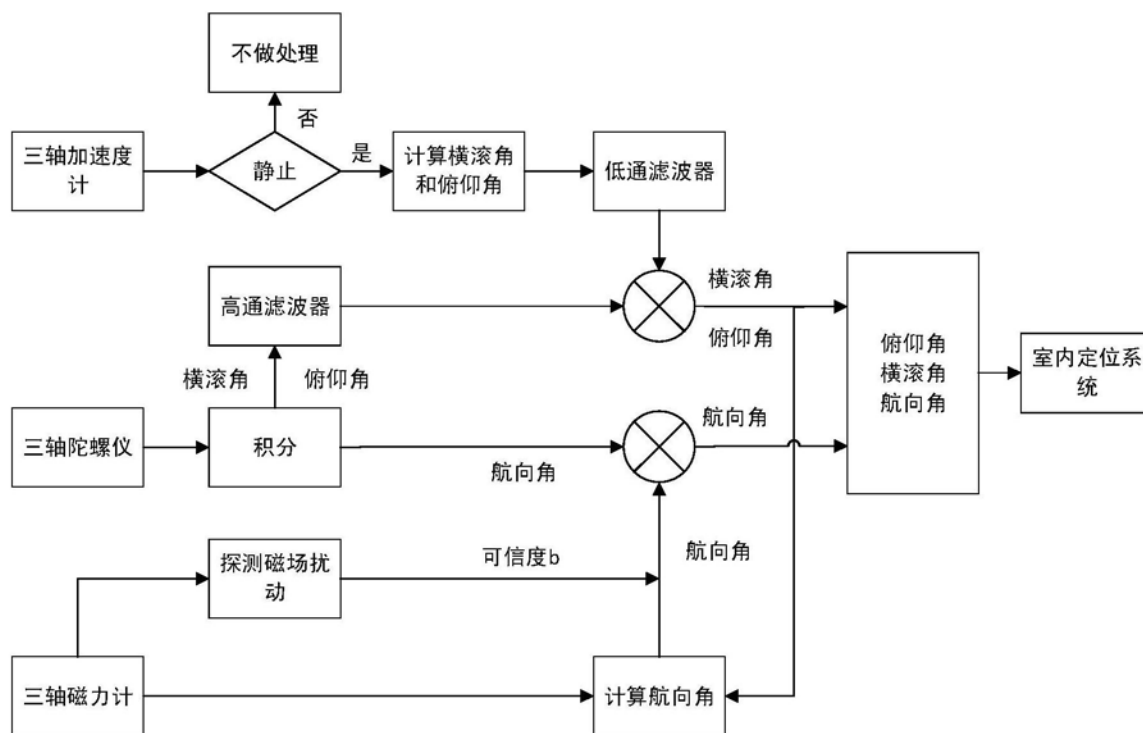 不做处理
否
三轴加速度
计
静止
是
计算横滚角
和俯仰角
低通滤波器
高通滤波器
横滚角
俯仰角
横滚角
俯仰角
俯仰角
横滚角
航向角
室内定位系
统
三轴陀螺仪
积分
航向角
航向角
探测磁场扰
动
可信度b
航向角
三轴磁力计
计算航向角